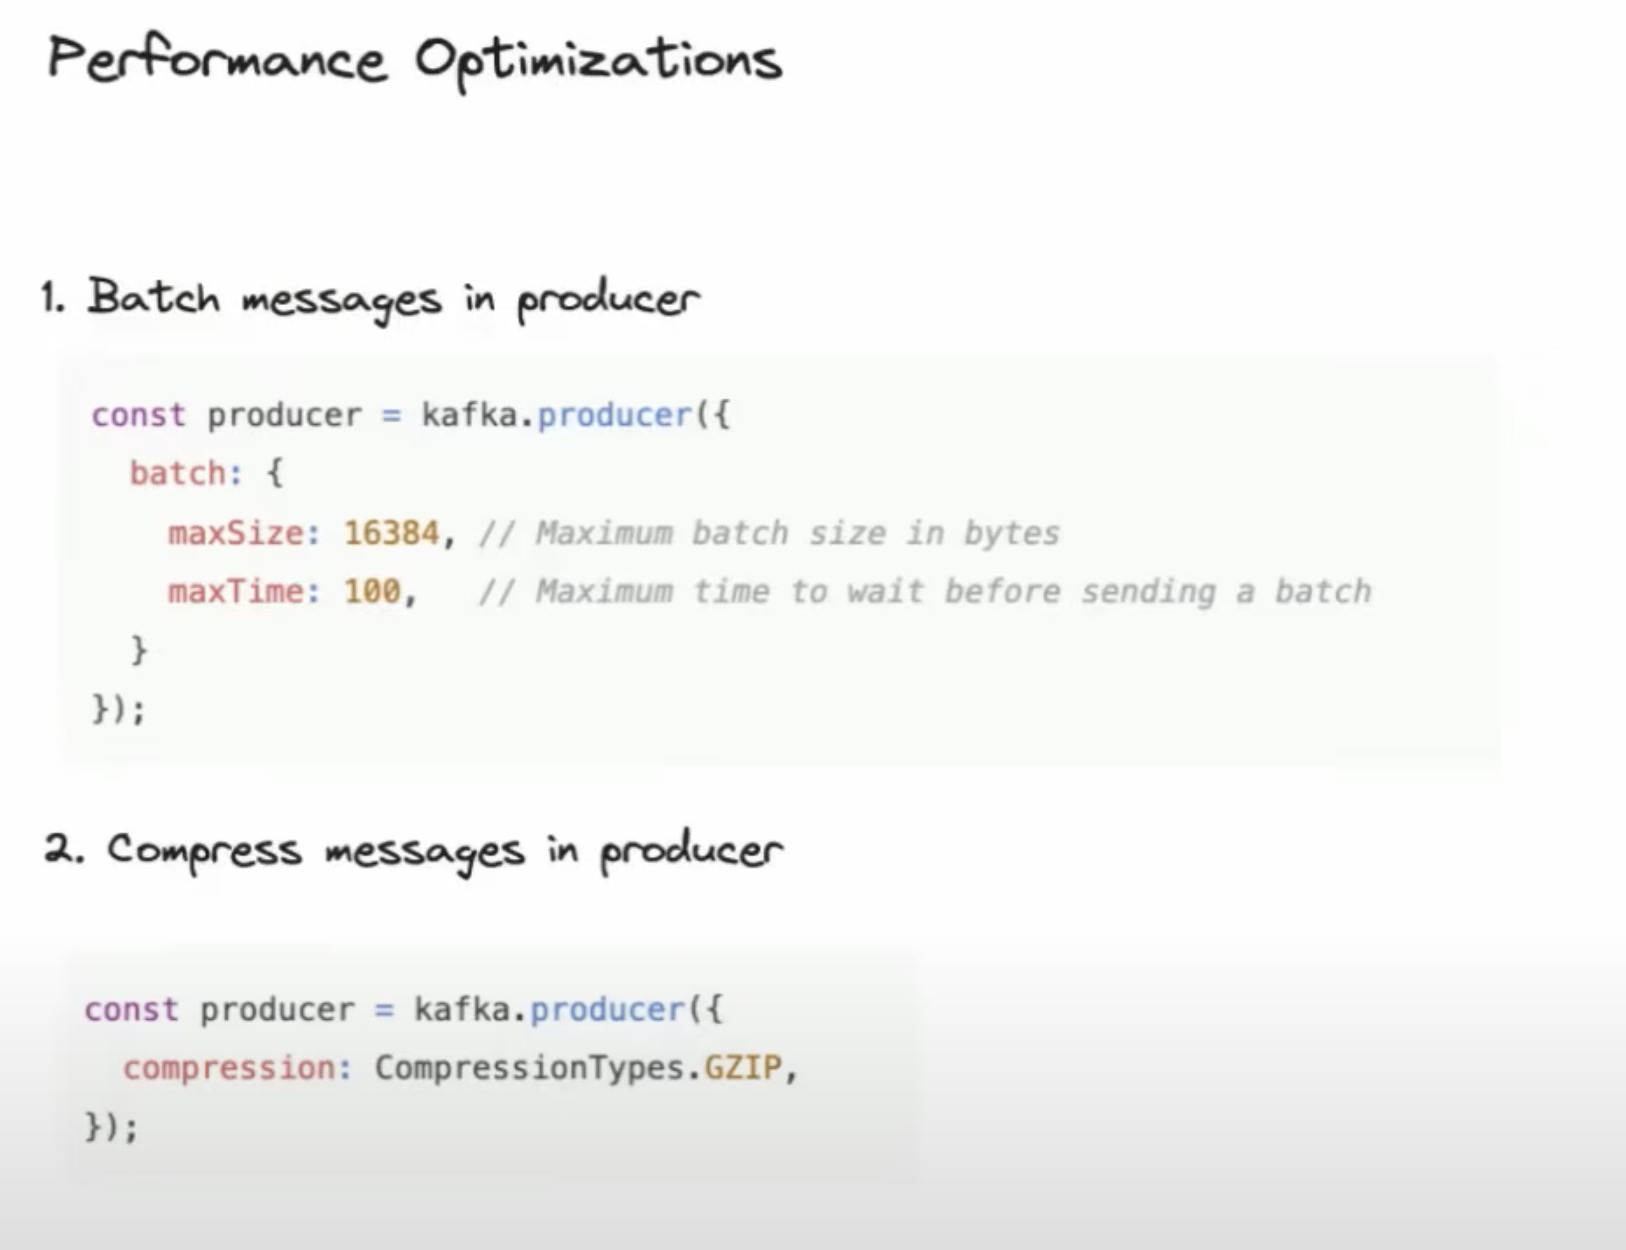 Performance Optimizations
1. Batch messages in producer
const producer = kafka.producer({
  batch: {
    maxSize: 16384, // Maximum batch size in bytes
    maxTime: 100,   // Maximum time to wait before sending a batch
  }
});
2. Compress messages in producer
const producer = kafka.producer({
  compression: CompressionTypes.GZIP,
});